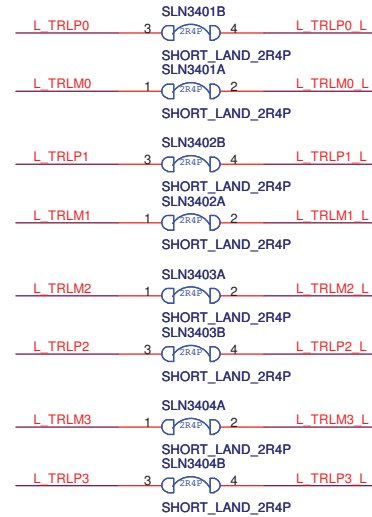 SLN3401B
L_TRLP0 3 2R4P 4 L_TRLP0_L
SHORT_LAND_2R4P
SLN3401A
L_TRLM0 1 2R4P 2 L_TRLM0_L
SHORT_LAND_2R4P
SLN3402B
L_TRLP1 3 2R4P 4 L_TRLP1_L
SHORT_LAND_2R4P
SLN3402A
L_TRLM1 1 2R4P 2 L_TRLM1_L
SHORT_LAND_2R4P
SLN3403A
L_TRLM2 1 2R4P 2 L_TRLM2_L
SHORT_LAND_2R4P
SLN3403B
L_TRLP2 3 2R4P 4 L_TRLP2_L
SHORT_LAND_2R4P
SLN3404A
L_TRLM3 1 2R4P 2 L_TRLM3_L
SHORT_LAND_2R4P
SLN3404B
L_TRLP3 3 2R4P 4 L_TRLP3_L
SHORT_LAND_2R4P